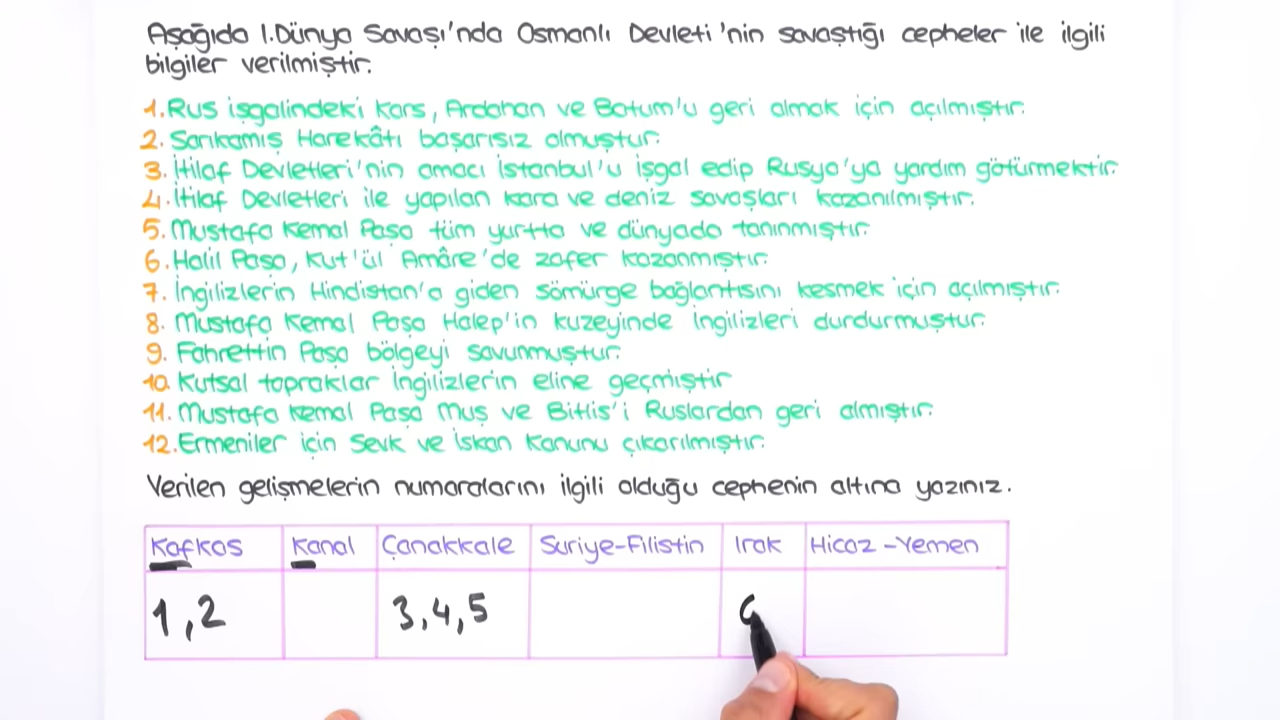 Aşağıda 1.Dünya Savaşı'nda Osmanlı Devleti'nin savaştığı cepheler ile ilgili
bilgiler verilmiştir.
1.Rus işgalindeki Kars, Ardahan ve Batum'u geri almak için açılmıştır.
2. Sarıkamış Harekâtı başarısız olmuştur.
3. İtilaf Devletleri'nin amacı İstanbul'u işgal edip Rusya'ya yardım götürmektir.
4. İtilaf Devletleri ile yapılan kara ve deniz savaşları kazanılmıştır.
5. Mustafa Kemal Paşa tüm yurtta ve dünyada tanınmıştır.
6. Halil Paşa, Kut'ül Amâre'de zafer kazanmıştır.
7. İngilizlerin Hindistan'a giden sömürge bağlantısını kesmek için açılmıştır.
8. Mustafa Kemal Paşa Halep'in kuzeyinde İngilizleri durdurmuştur.
9. Fahrettin Paşa bölgeyi savunmuştur.
10. Kutsal topraklar İngilizlerin eline geçmiştir
11. Mustafa Kemal Paşa Muş ve Bitlis'i Ruslardan geri almıştır.
12. Ermeniler için Sevk ve İskan Kanunu çıkarılmıştır.
Verilen gelişmelerin numaralarını ilgili olduğu cephenin altına yazınız.
Kafkas Kanal Çanakkale Suriye-Filistin Irak Hicaz-Yemen
1,2 3,4,5